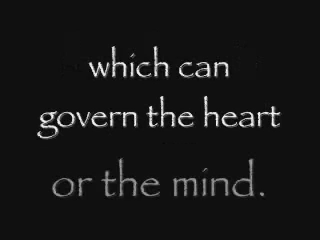 which can
govern the heart
or the mind.